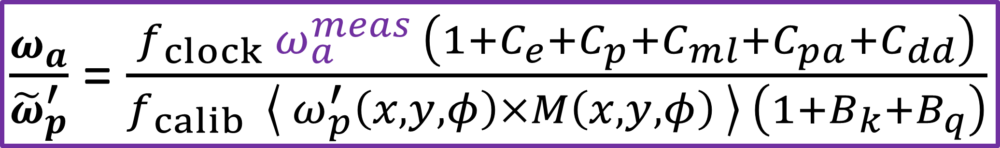 ω_a / ω̃′_p = f_clock ω_a^meas (1+C_e+C_p+C_ml+C_pa+C_dd) / f_calib ⟨ ω′_p(x,y,ϕ)×M(x,y,ϕ) ⟩ (1+B_k+B_q)